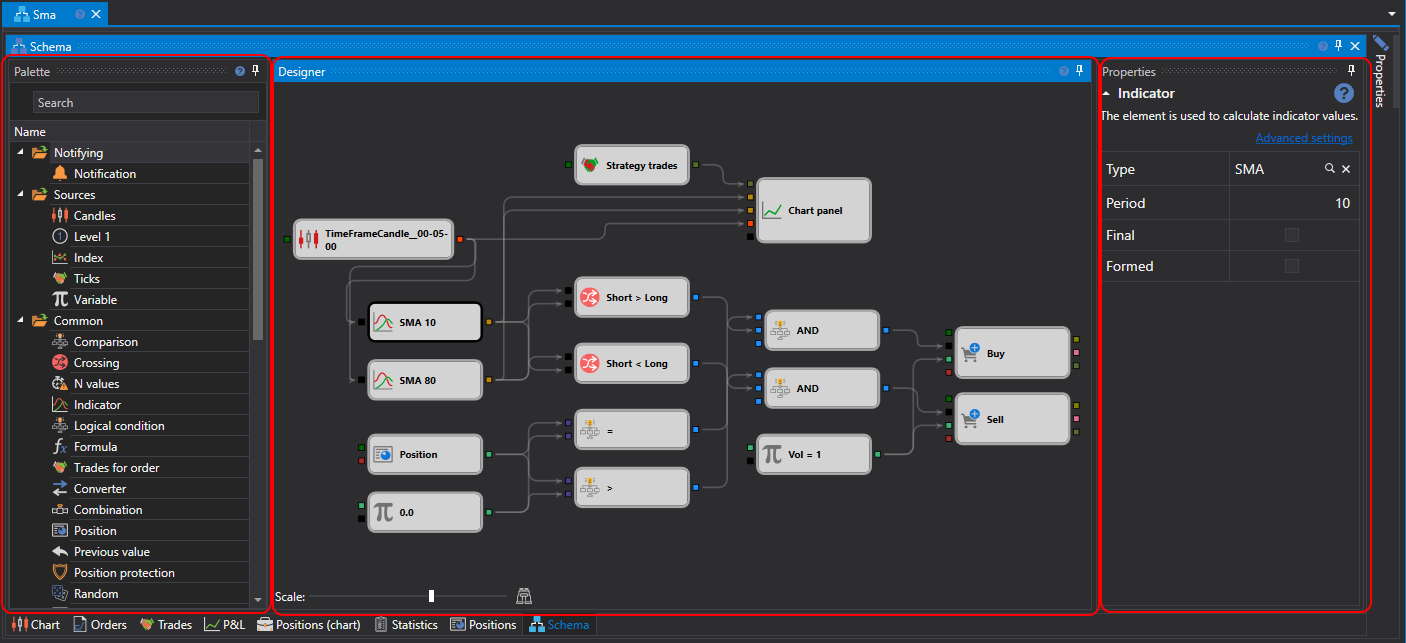 Sma
Schema
Properties
Palette
Search
Name
Notifying
Notification
Sources
Candles
Level 1
Index
Ticks
Variable
Common
Comparison
Crossing
N values
Indicator
Logical condition
Formula
Trades for order
Converter
Combination
Position
Previous value
Position protection
Random
Designer
Strategy trades
Chart panel
TimeFrameCandle__00-05-
00
SMA 10
SMA 80
Short > Long
Short < Long
AND
AND
Buy
Sell
=
>
Position
0.0
Vol = 1
Scale:
Properties
Indicator
The element is used to calculate indicator values.
Advanced settings
Type SMA
Period 10
Final
Formed
Chart Orders Trades P&L Positions (chart) Statistics Positions Schema